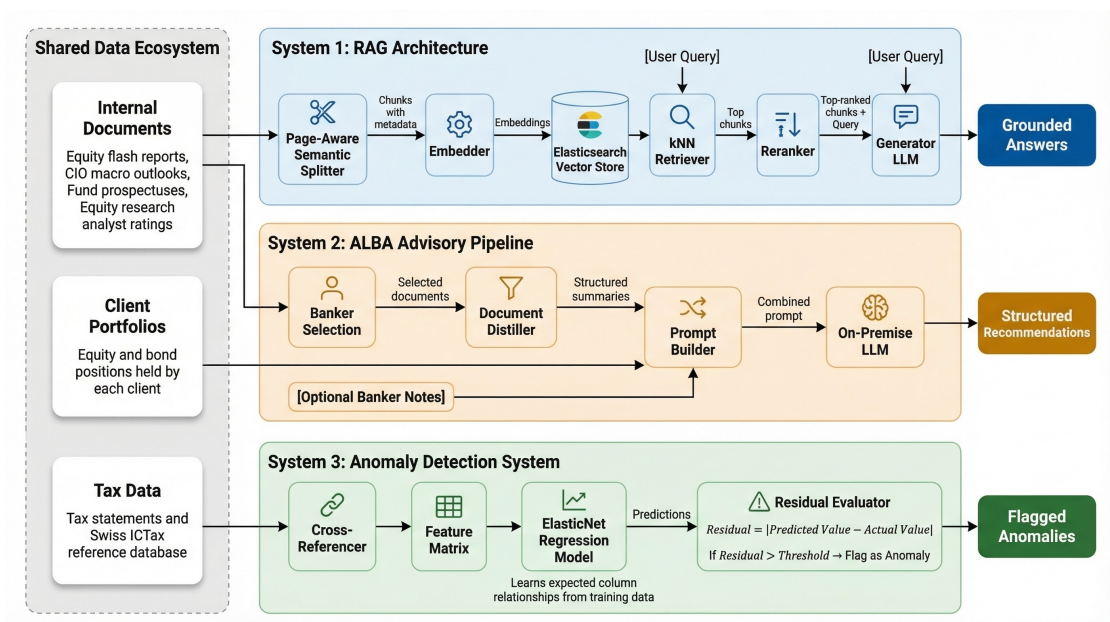 Shared Data Ecosystem
Internal
Documents
Equity flash reports,
CIO macro outlooks,
Fund prospectuses,
Equity research
analyst ratings
Client
Portfolios
Equity and bond
positions held by
each client
Tax Data
Tax statements and
Swiss ICTax
reference database
System 1: RAG Architecture
[User Query]
[User Query]
Page-Aware
Semantic
Splitter
Chunks
with
metadata
Embedder
Embeddings
Elasticsearch
Vector Store
kNN
Retriever
Top
chunks
Reranker
Top-ranked
chunks +
Query
Generator
LLM
Grounded
Answers
System 2: ALBA Advisory Pipeline
Banker
Selection
Selected
documents
Document
Distiller
Structured
summaries
Prompt
Builder
Combined
prompt
On-Premise
LLM
[Optional Banker Notes]
Structured
Recommendations
System 3: Anomaly Detection System
Cross-
Referencer
Feature
Matrix
ElasticNet
Regression
Model
Learns expected column
relationships from training data
Predictions
Residual Evaluator
Residual = |Predicted Value − Actual Value|
If Residual > Threshold → Flag as Anomaly
Flagged
Anomalies